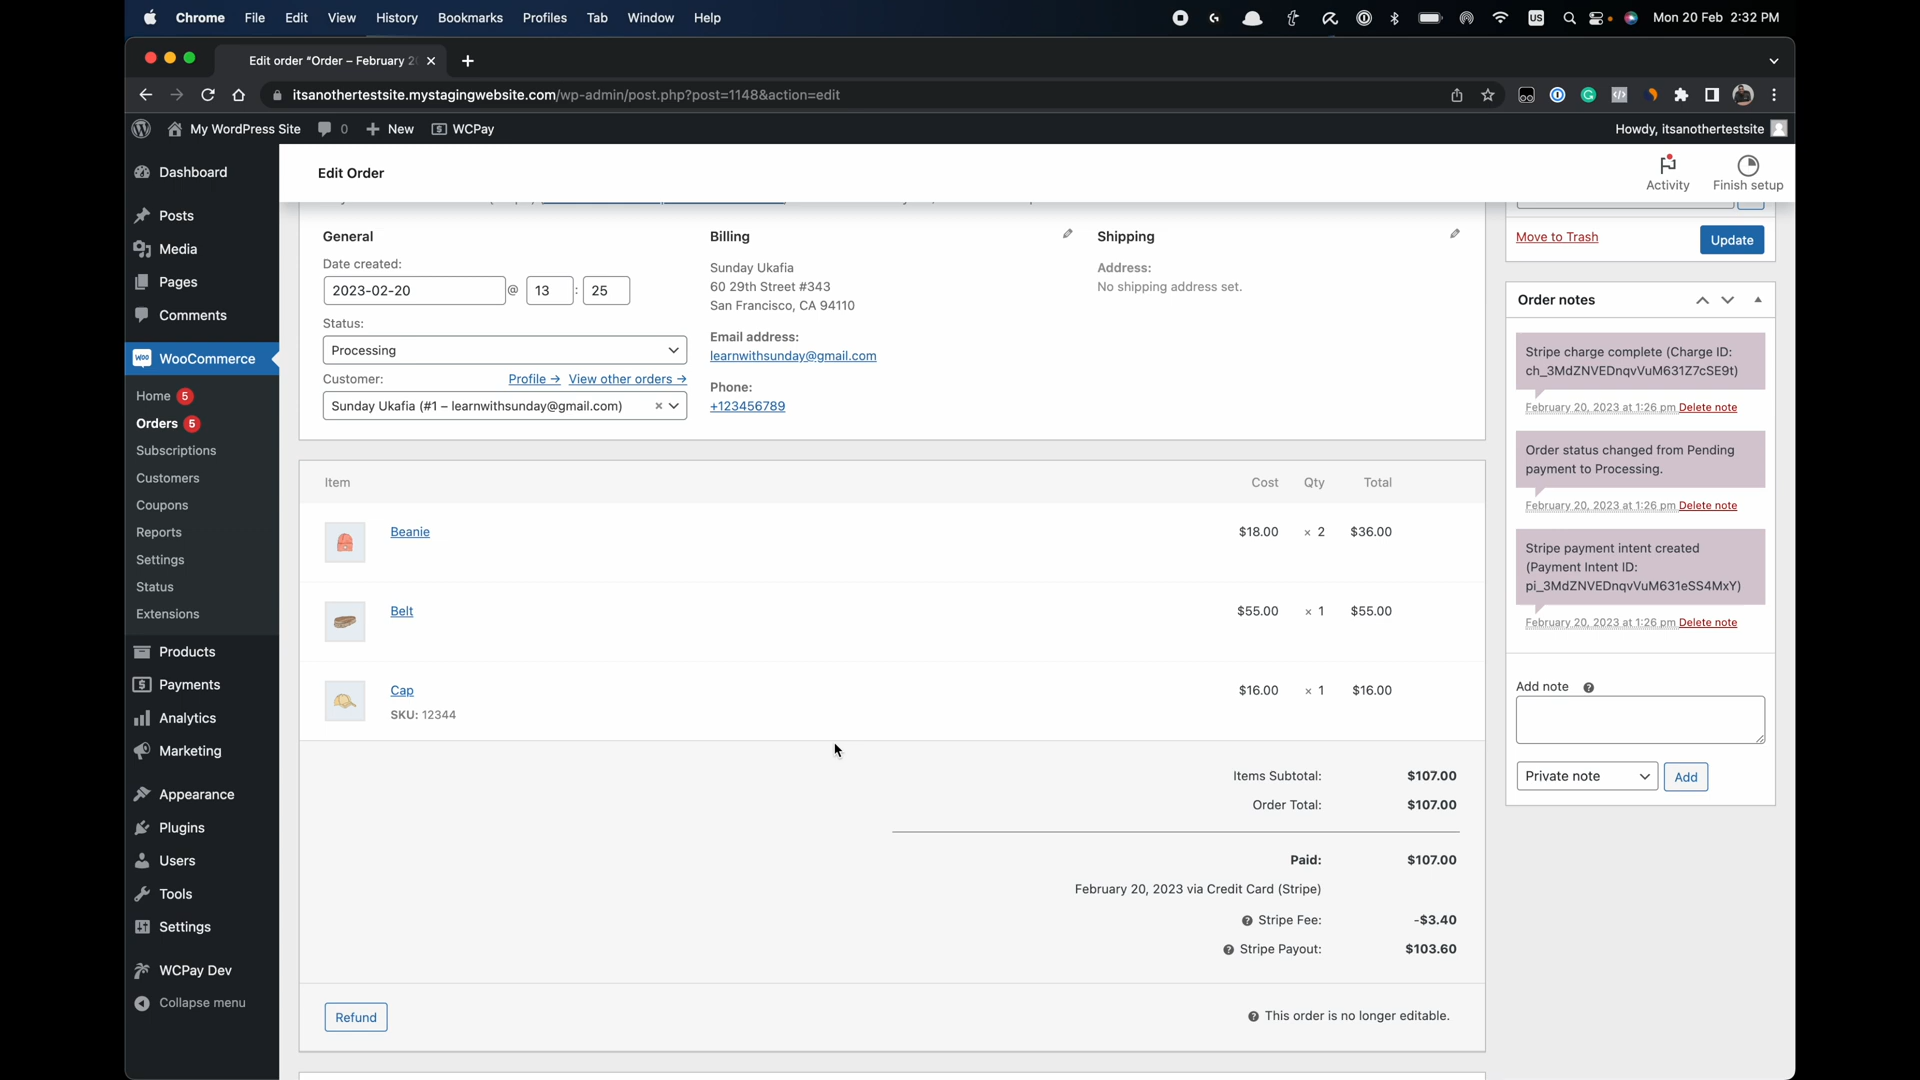 Chrome File Edit View History Bookmarks Profiles Tab Window Help
US Mon 20 Feb 2:32 PM
Edit order "Order – February 2
itsanothertestsite.mystagingwebsite.com/wp-admin/post.php?post=1148&action=edit
My WordPress Site 0 New WCPay Howdy, itsanothertestsite
Dashboard
Posts
Media
Pages
Comments
WooCommerce
Home 5
Orders 5
Subscriptions
Customers
Coupons
Reports
Settings
Status
Extensions
Products
Payments
Analytics
Marketing
Appearance
Plugins
Users
Tools
Settings
WCPay Dev
Collapse menu
Edit Order
Activity
Finish setup
General
Date created:
2023-02-20 @ 13 : 25
Status:
Processing
Customer: Profile → View other orders →
Sunday Ukafia (#1 – learnwithsunday@gmail.com) ×
Billing
Sunday Ukafia
60 29th Street #343
San Francisco, CA 94110
Email address:
learnwithsunday@gmail.com
Phone:
+123456789
Shipping
Address:
No shipping address set.
Item Cost Qty Total
Beanie $18.00 × 2 $36.00
Belt $55.00 × 1 $55.00
Cap $16.00 × 1 $16.00
SKU: 12344
Items Subtotal: $107.00
Order Total: $107.00
Paid: $107.00
February 20, 2023 via Credit Card (Stripe)
Stripe Fee: -$3.40
Stripe Payout: $103.60
Refund
This order is no longer editable.
Move to Trash
Update
Order notes
Stripe charge complete (Charge ID:
ch_3MdZNVEDnqvVuM631Z7cSE9t)
February 20, 2023 at 1:26 pm Delete note
Order status changed from Pending
payment to Processing.
February 20, 2023 at 1:26 pm Delete note
Stripe payment intent created
(Payment Intent ID:
pi_3MdZNVEDnqvVuM631eSS4MxY)
February 20, 2023 at 1:26 pm Delete note
Add note
Private note
Add